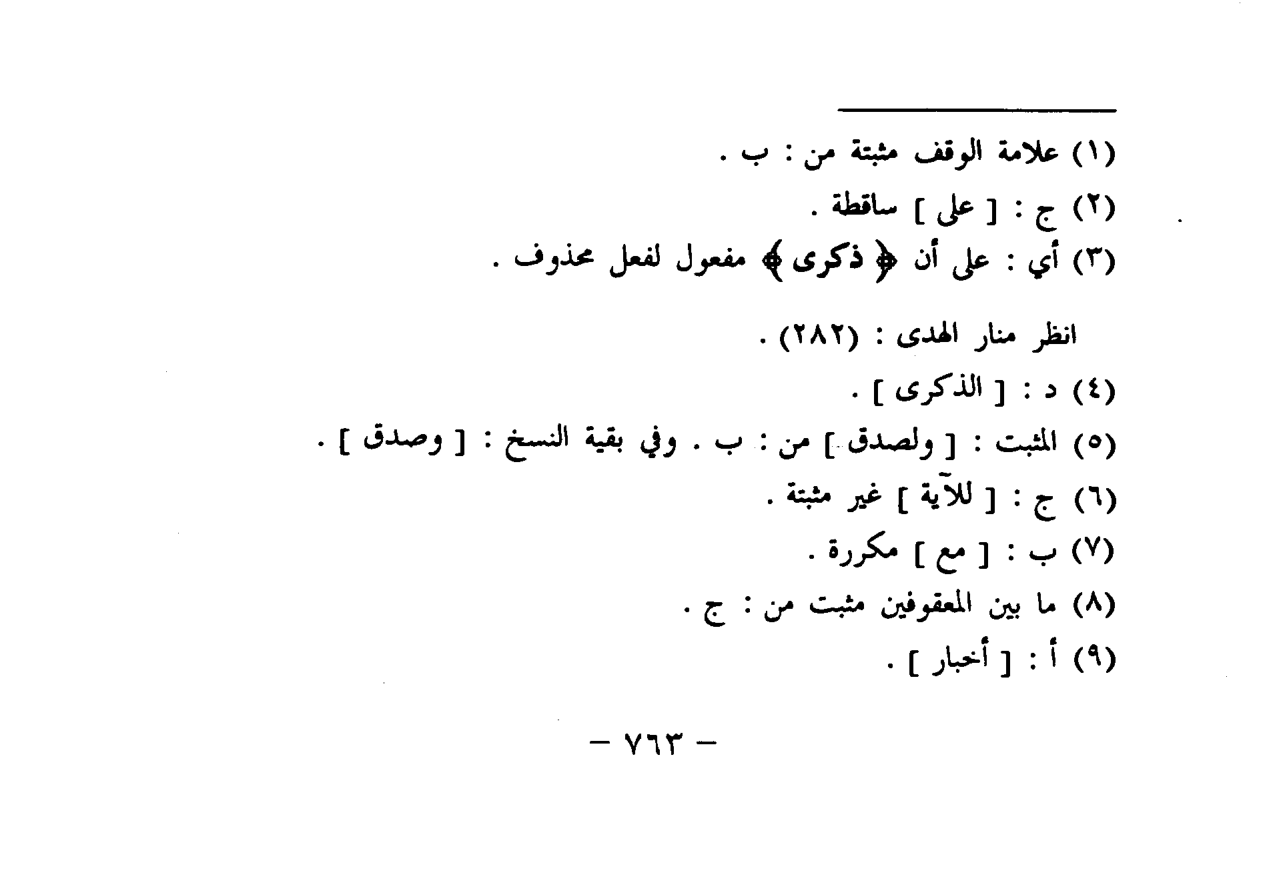 (١) علامة الوقف مثبتة من : ب .
(٢) ج : [ على ] ساقطة .
(٣) أي : على أن ﴿ ذكرى ﴾ مفعول لفعل محذوف .
انظر منار الهدى : (٢٨٢) .
(٤) د : [ الذكرى ] .
(٥) المثبت : [ ولصدق ] من : ب . وفي بقية النسخ : [ وصدق ] .
(٦) ج : [ للآية ] غير مثبتة .
(٧) ب : [ مع ] مكررة .
(٨) ما بين المعقوفين مثبت من : ج .
(٩) أ : [ أخبار ] .
– ٧٦٣ –